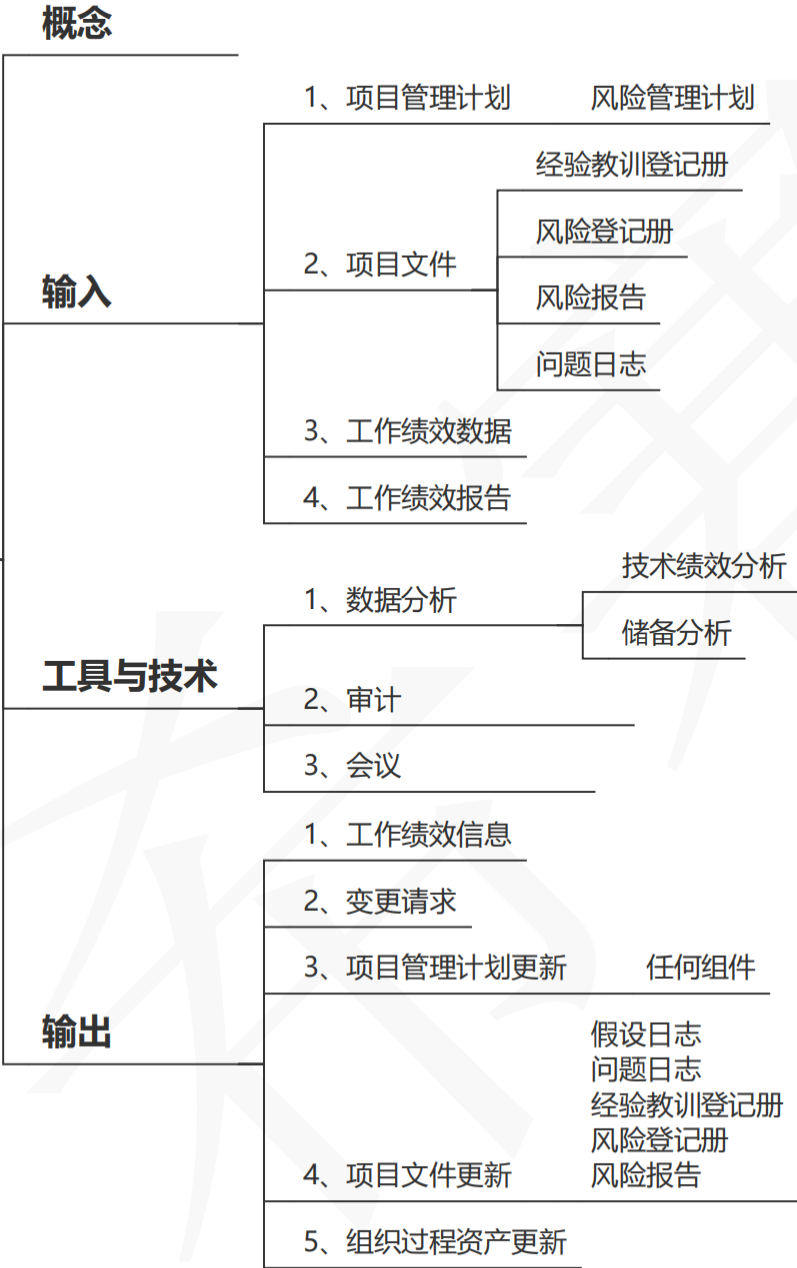 概念
输入
1、项目管理计划 风险管理计划
2、项目文件
经验教训登记册
风险登记册
风险报告
问题日志
3、工作绩效数据
4、工作绩效报告
工具与技术
1、数据分析
技术绩效分析
储备分析
2、审计
3、会议
输出
1、工作绩效信息
2、变更请求
3、项目管理计划更新 任何组件
4、项目文件更新
假设日志
问题日志
经验教训登记册
风险登记册
风险报告
5、组织过程资产更新